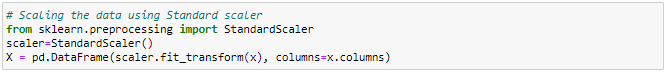 # Scaling the data using Standard scaler
from sklearn.preprocessing import StandardScaler
scaler=StandardScaler()
X = pd.DataFrame(scaler.fit_transform(x), columns=x.columns)